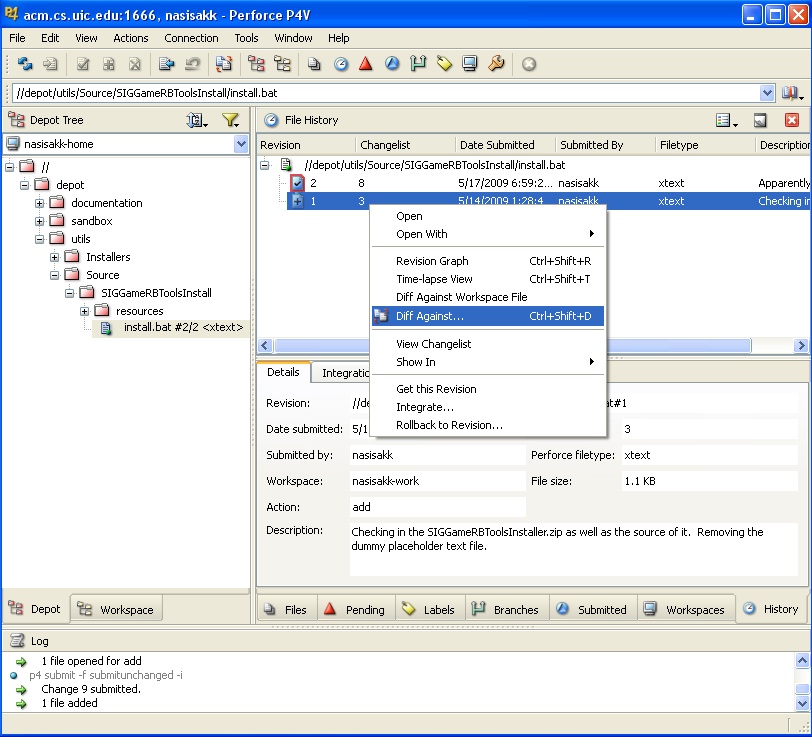 acm.cs.uic.edu:1666, nasisakk - Perforce P4V
File Edit View Actions Connection Tools Window Help
//depot/utils/Source/SIGGameRBToolsInstall/install.bat
Depot Tree
nasisakk-home
//
depot
documentation
sandbox
utils
Installers
Source
SIGGameRBToolsInstall
resources
install.bat #2/2 <xtext>
Depot Workspace
File History
Revision Changelist Date Submitted Submitted By Filetype Description
//depot/utils/Source/SIGGameRBToolsInstall/install.bat
2 8 5/17/2009 6:59:2... nasisakk xtext Apparently
1 3 5/14/2009 1:28:4 nasisakk xtext Checking in
Open
Open With
Revision Graph Ctrl+Shift+R
Time-lapse View Ctrl+Shift+T
Diff Against Workspace File
Diff Against... Ctrl+Shift+D
View Changelist
Show In
Get this Revision
Integrate...
Rollback to Revision...
Details Integratio
Revision: //de at#1
Date submitted: 5/1 3
Submitted by: nasisakk Perforce filetype: xtext
Workspace: nasisakk-work File size: 1.1 KB
Action: add
Description: Checking in the SIGGameRBToolsInstaller.zip as well as the source of it. Removing the
dummy placeholder text file.
Files Pending Labels Branches Submitted Workspaces History
Log
1 file opened for add
p4 submit -f submitunchanged -i
Change 9 submitted.
1 file added